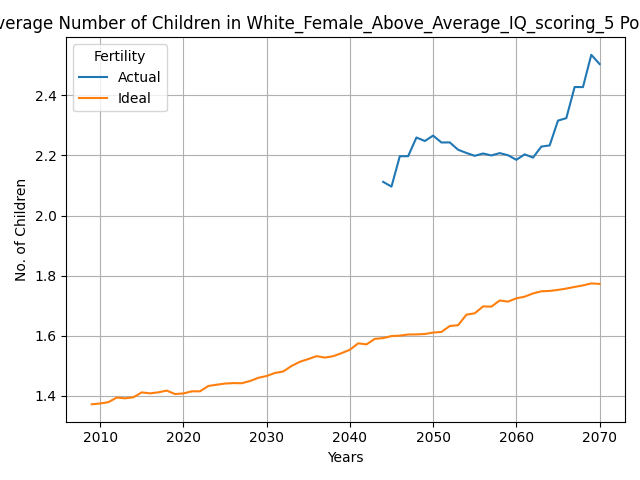 verage Number of Children in White_Female_Above_Average_IQ_scoring_5 Po
Fertility
Actual
Ideal
No. of Children
2.4
2.2
2.0
1.8
1.6
1.4
2010 2020 2030 2040 2050 2060 2070
Years